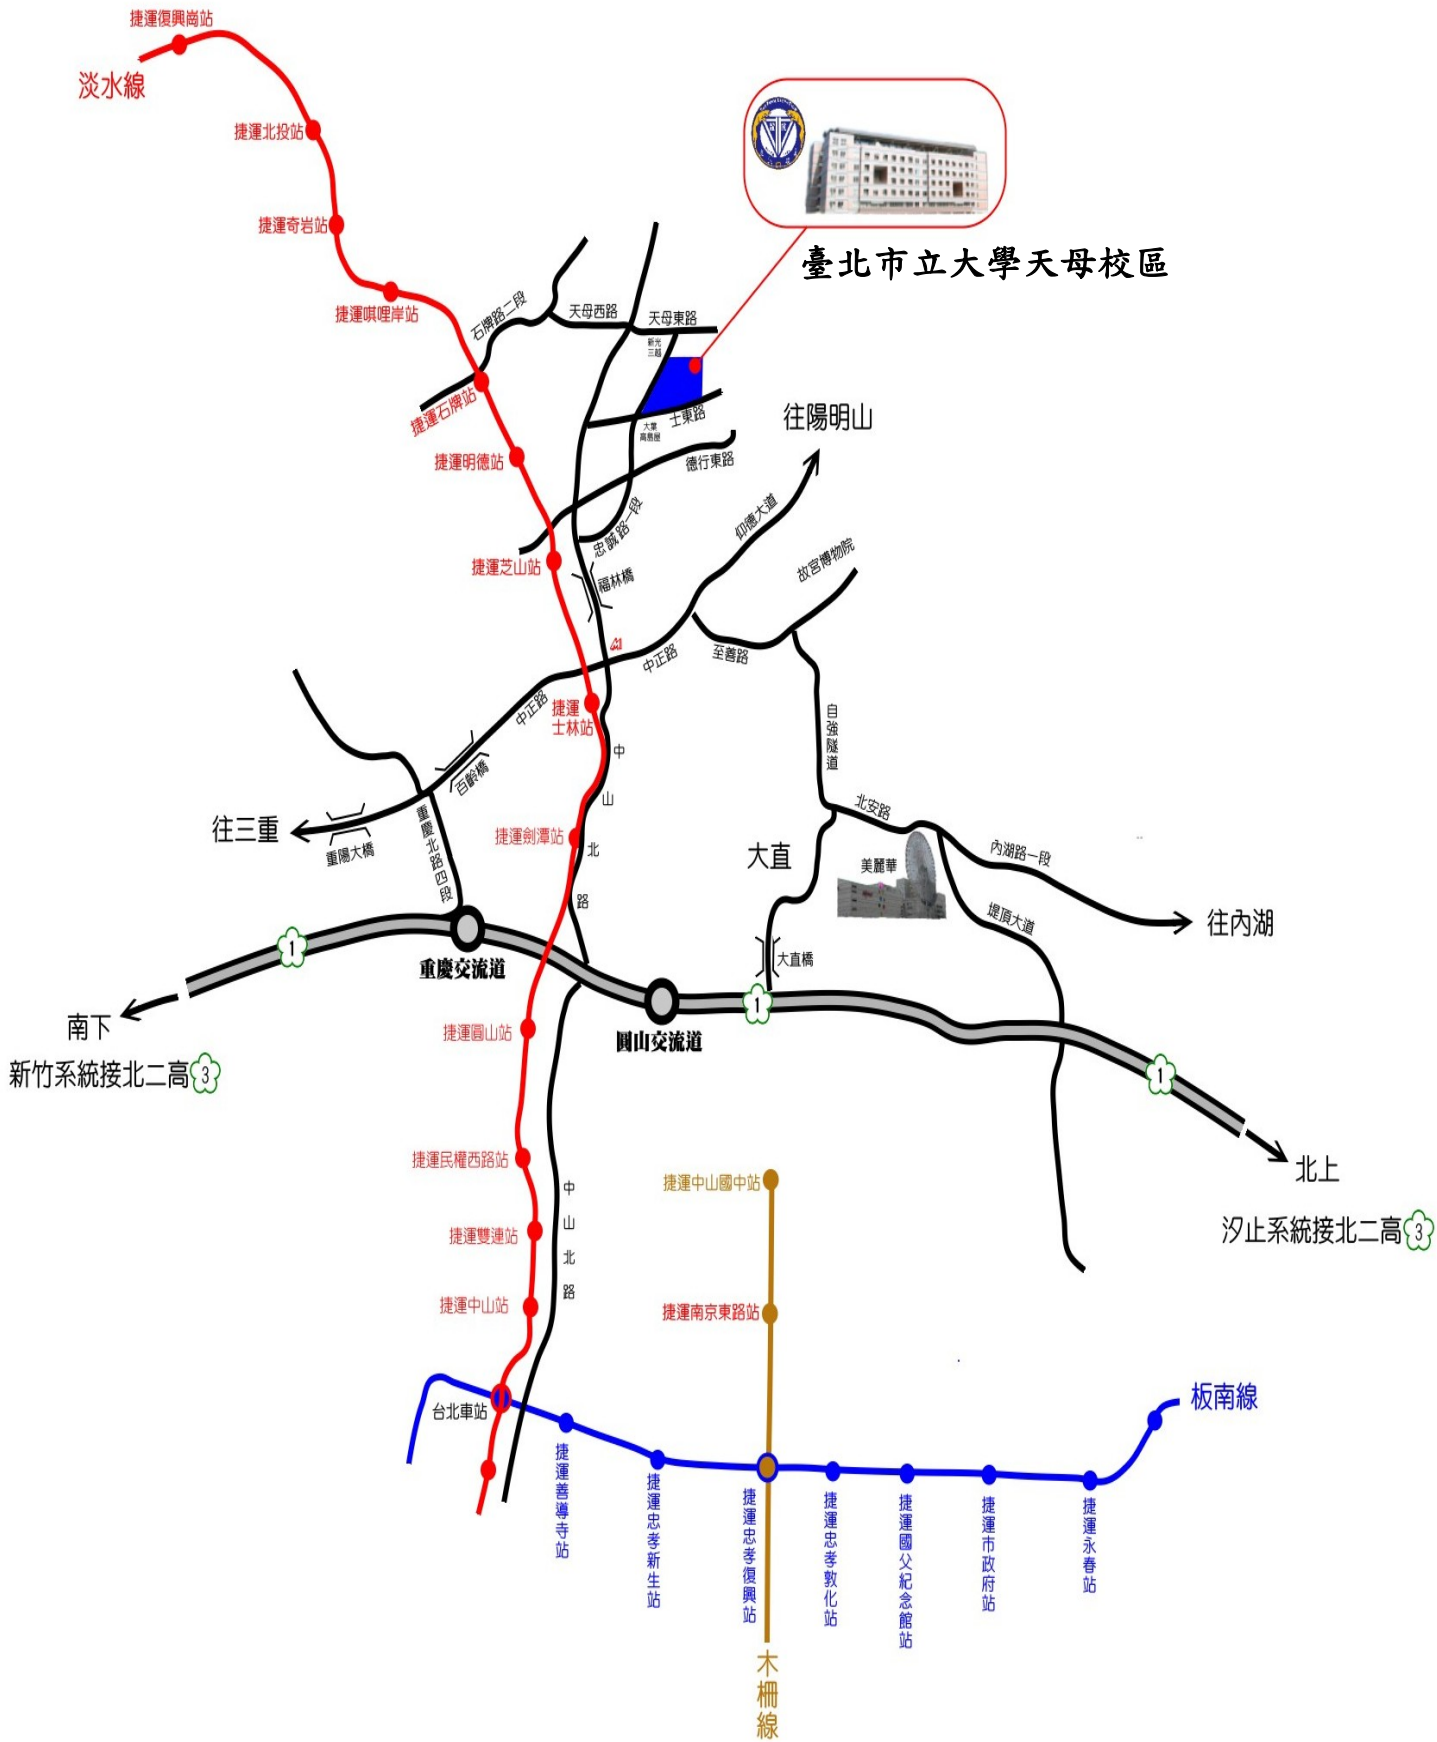 捷運復興崗站
淡水線
捷運北投站
捷運奇岩站
捷運唭哩岸站
臺北市立大學天母校區
石牌路二段
天母西路
天母東路
新光
三越
捷運石牌站
大葉
高島屋
士東路
往陽明山
捷運明德站
德行東路
仰德大道
忠誠路一段
捷運芝山站
福林橋
故宮博物院
中正路
至善路
中正路
捷運
士林站
自強隧道
中山北路
百齡橋
往三重
重陽大橋
重慶北路四段
捷運劍潭站
大直
北安路
美麗華
內湖路一段
堤頂大道
往內湖
1
重慶交流道
大直橋
1
南下
新竹系統接北二高
3
捷運圓山站
圓山交流道
1
北上
汐止系統接北二高
3
捷運民權西路站
捷運中山國中站
中山北路
捷運雙連站
捷運中山站
捷運南京東路站
台北車站
板南線
捷運善導寺站
捷運忠孝新生站
捷運忠孝復興站
捷運忠孝敦化站
捷運國父紀念館站
捷運市政府站
捷運永春站
木柵線